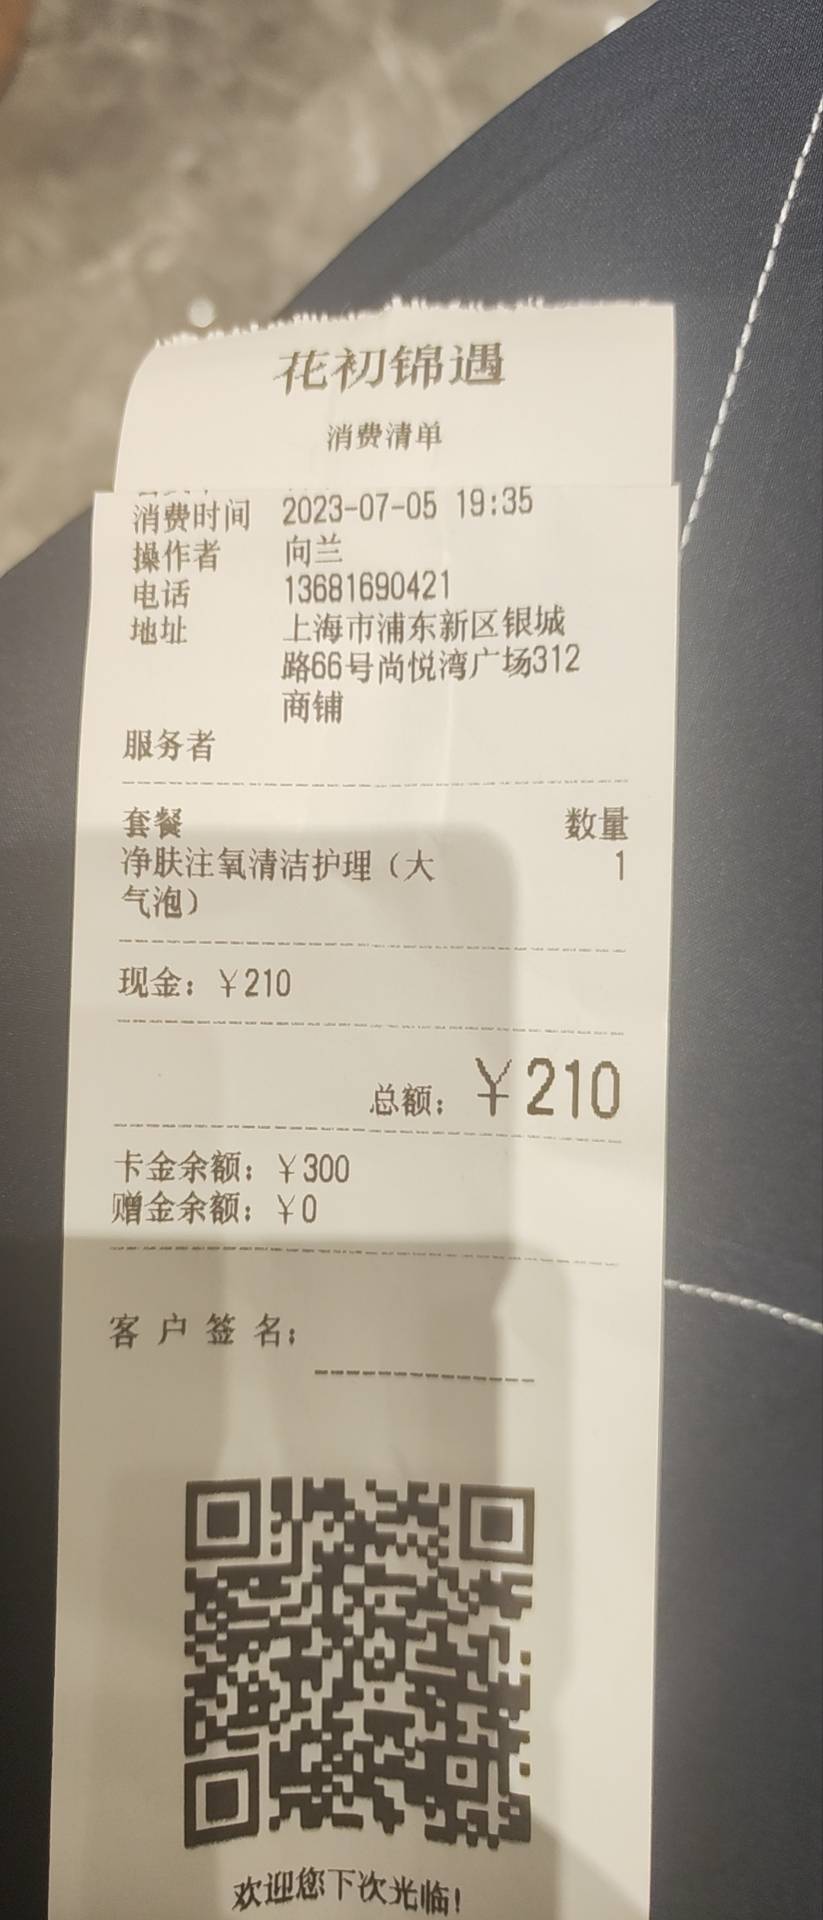 花初锦遇
消费清单
消费时间 2023-07-05 19:35
操作者 向兰
电话 13681690421
地址 上海市浦东新区银城
路66号尚悦湾广场312
商铺
服务者
套餐 数量
净肤注氧清洁护理（大 1
气泡）
现金：￥210
总额：￥210
卡金余额：￥300
赠金余额：￥0
客 户 签 名：
欢迎您下次光临！